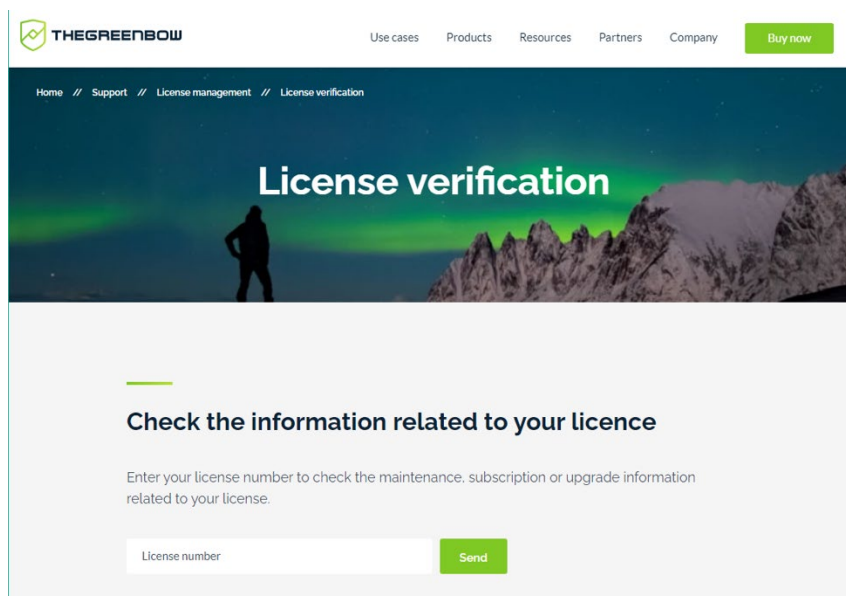 THEGREENBOW
Use cases Products Resources Partners Company Buy now
Home // Support // License management // License verification
License verification
Check the information related to your licence
Enter your license number to check the maintenance, subscription or upgrade information
related to your license.
License number Send